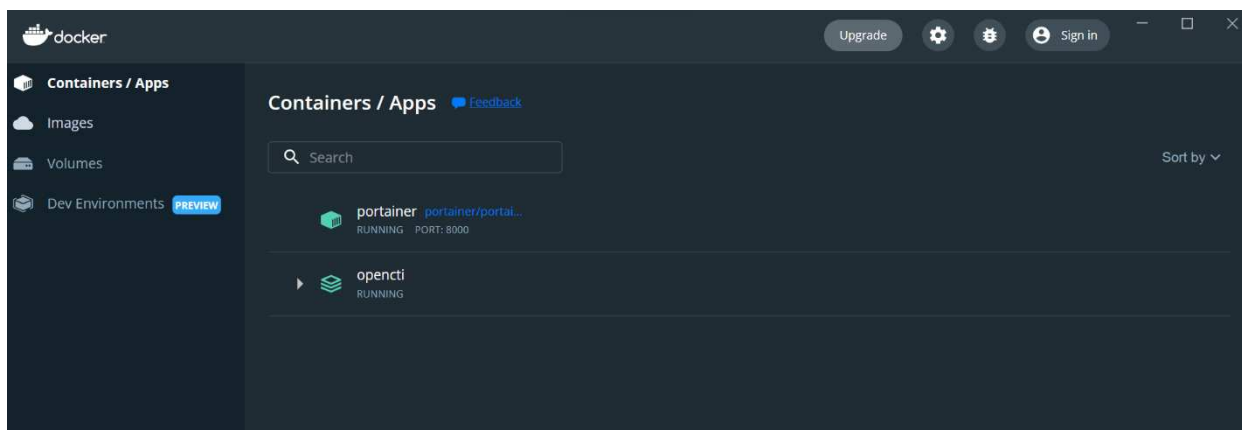 docker
Upgrade
Sign in
Containers / Apps
Images
Volumes
Dev Environments PREVIEW
Containers / Apps Feedback
Search
Sort by
portainer portainer/portai...
RUNNING PORT: 8000
opencti
RUNNING